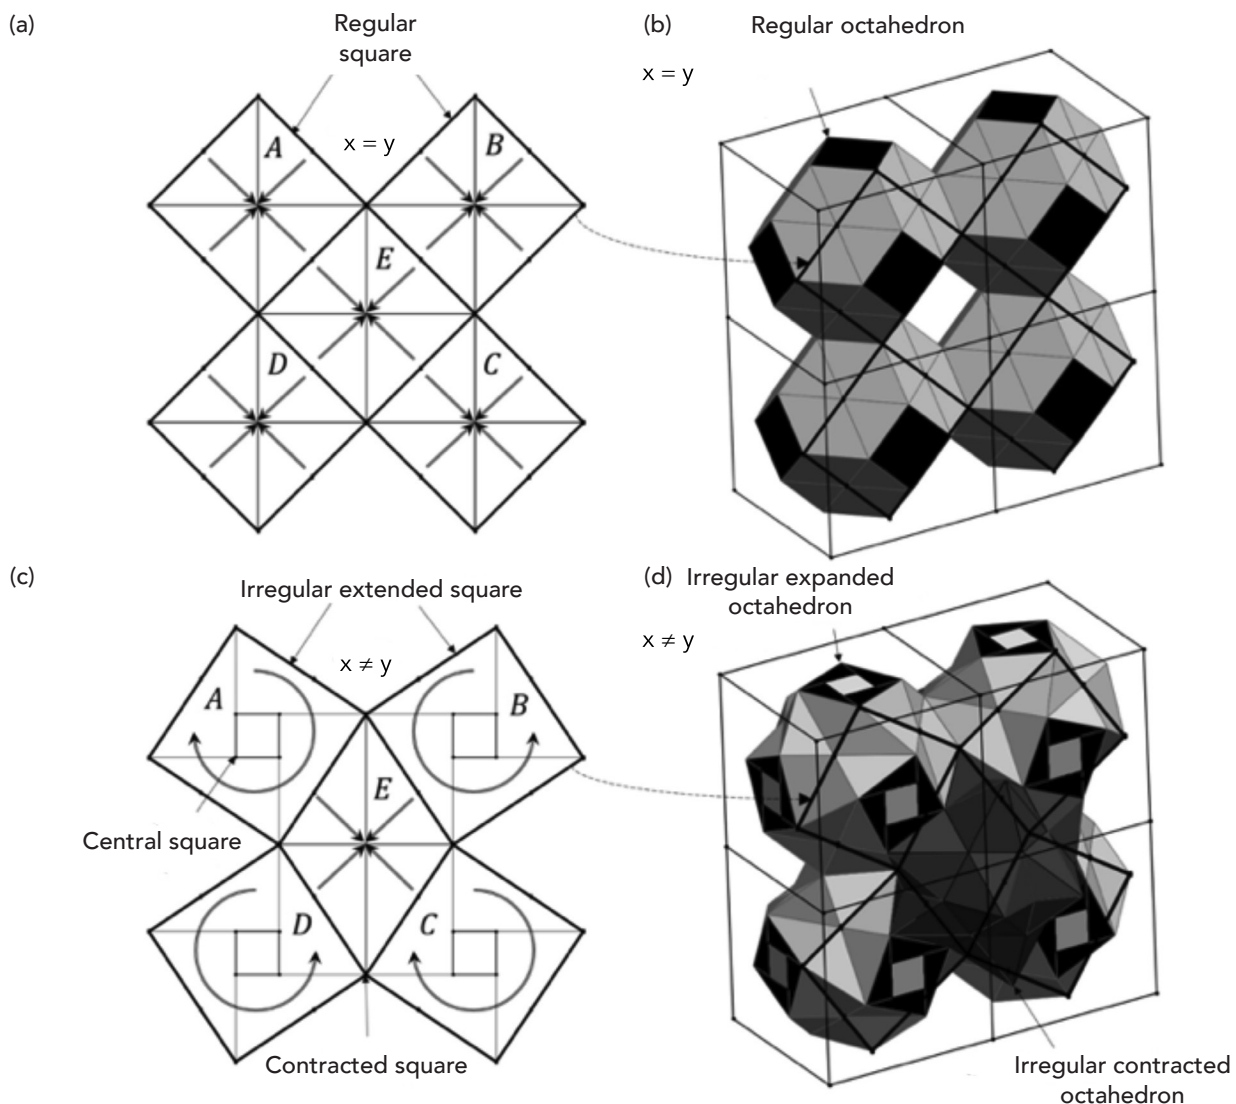 (a)
Regular
square
x = y
A
B
E
D
C
(b)
Regular octahedron
x = y
(c)
Irregular extended square
x ≠ y
A
B
E
Central square
D
C
Contracted square
(d)
Irregular expanded
octahedron
x ≠ y
Irregular contracted
octahedron